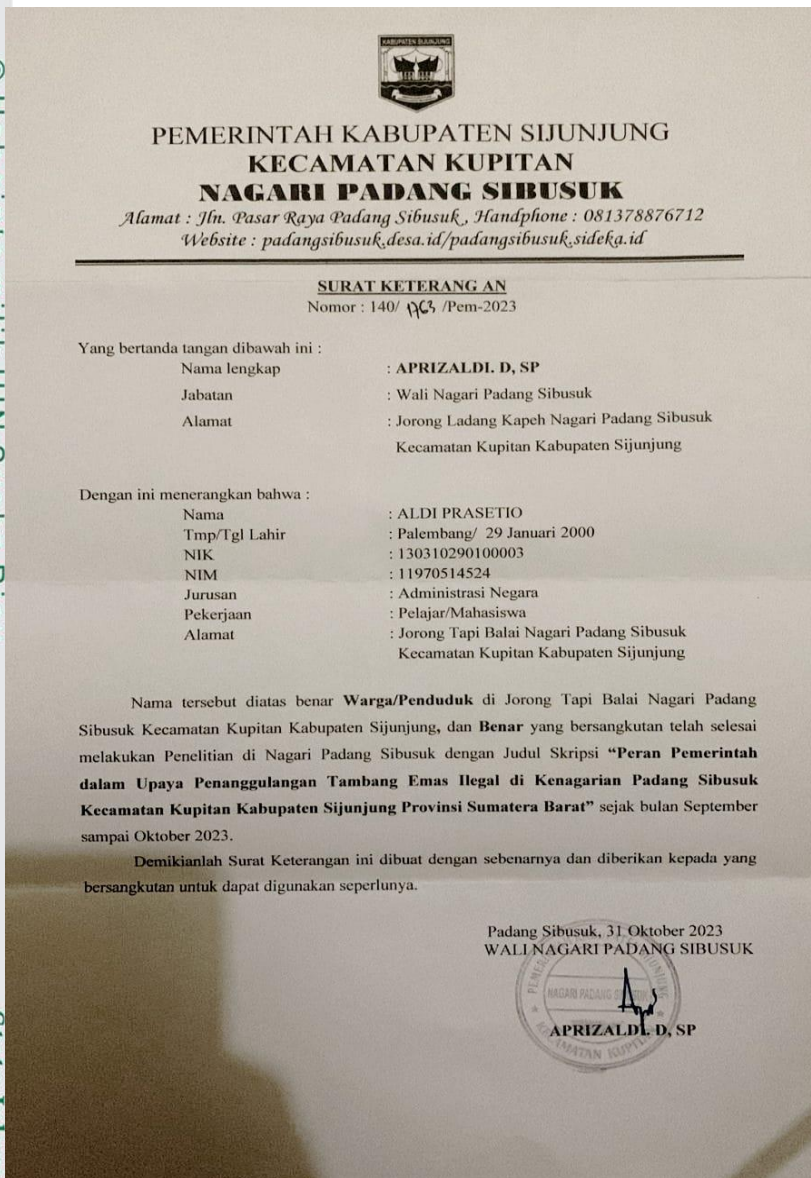 KABUPATEN SIJUNJUNG
PEMERINTAH KABUPATEN SIJUNJUNG
KECAMATAN KUPITAN
NAGARI PADANG SIBUSUK
Alamat : Jln. Pasar Raya Padang Sibusuk, Handphone : 081378876712
Website : padangsibusuk.desa.id/padangsibusuk.sideka.id
SURAT KETERANG AN
Nomor : 140/ 1763 /Pem-2023
Yang bertanda tangan dibawah ini :
Nama lengkap : APRIZALDI. D, SP
Jabatan : Wali Nagari Padang Sibusuk
Alamat : Jorong Ladang Kapeh Nagari Padang Sibusuk
Kecamatan Kupitan Kabupaten Sijunjung
Dengan ini menerangkan bahwa :
Nama : ALDI PRASETIO
Tmp/Tgl Lahir : Palembang/ 29 Januari 2000
NIK : 130310290100003
NIM : 11970514524
Jurusan : Administrasi Negara
Pekerjaan : Pelajar/Mahasiswa
Alamat : Jorong Tapi Balai Nagari Padang Sibusuk
Kecamatan Kupitan Kabupaten Sijunjung
Nama tersebut diatas benar Warga/Penduduk di Jorong Tapi Balai Nagari Padang
Sibusuk Kecamatan Kupitan Kabupaten Sijunjung, dan Benar yang bersangkutan telah selesai
melakukan Penelitian di Nagari Padang Sibusuk dengan Judul Skripsi “Peran Pemerintah
dalam Upaya Penanggulangan Tambang Emas Ilegal di Kenagarian Padang Sibusuk
Kecamatan Kupitan Kabupaten Sijunjung Provinsi Sumatera Barat” sejak bulan September
sampai Oktober 2023.
Demikianlah Surat Keterangan ini dibuat dengan sebenarnya dan diberikan kepada yang
bersangkutan untuk dapat digunakan seperlunya.
Padang Sibusuk, 31 Oktober 2023
WALI NAGARI PADANG SIBUSUK
NAGARI PADANG
APRIZALDI. D, SP